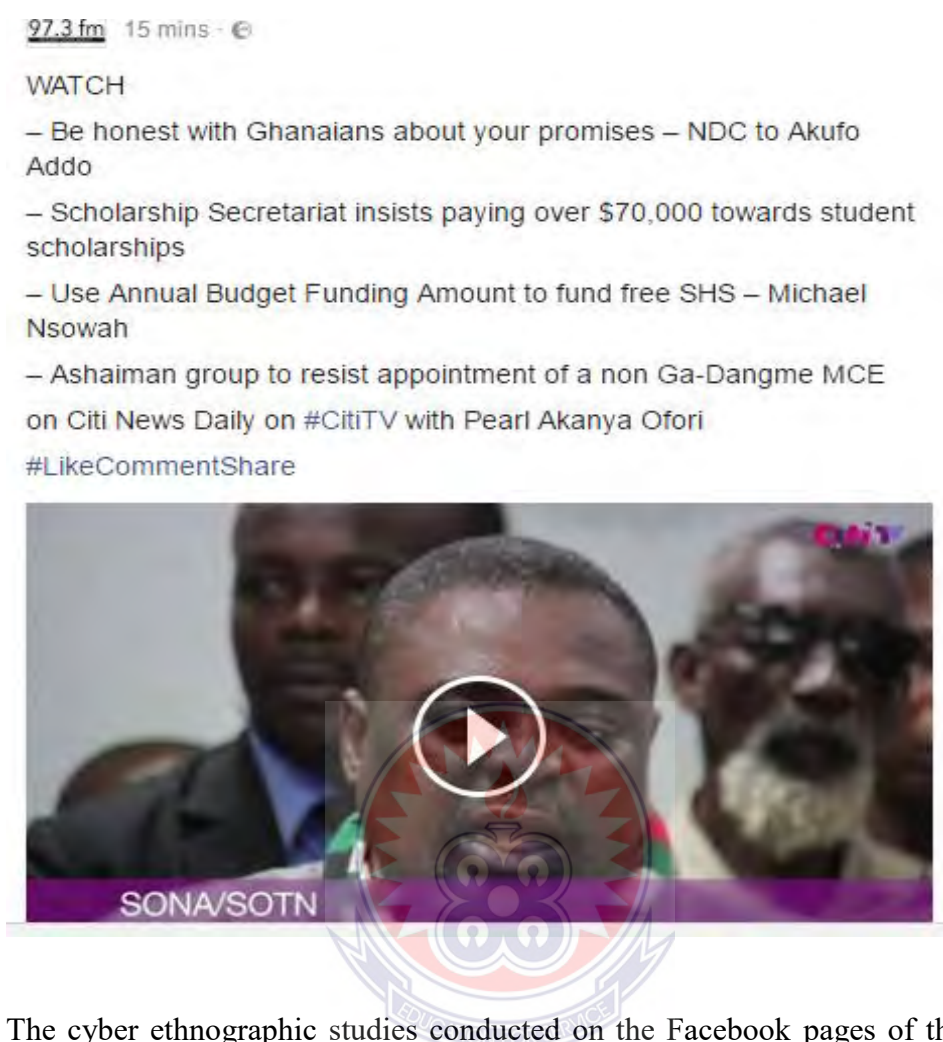 97.3 fm 15 mins ·
WATCH
– Be honest with Ghanaians about your promises – NDC to Akufo
Addo
– Scholarship Secretariat insists paying over $70,000 towards student
scholarships
– Use Annual Budget Funding Amount to fund free SHS – Michael
Nsowah
– Ashaiman group to resist appointment of a non Ga-Dangme MCE
on Citi News Daily on #CitiTV with Pearl Akanya Ofori
#LikeCommentShare
CitiTV
SONA/SOTN
The cyber ethnographic studies conducted on the Facebook pages of th